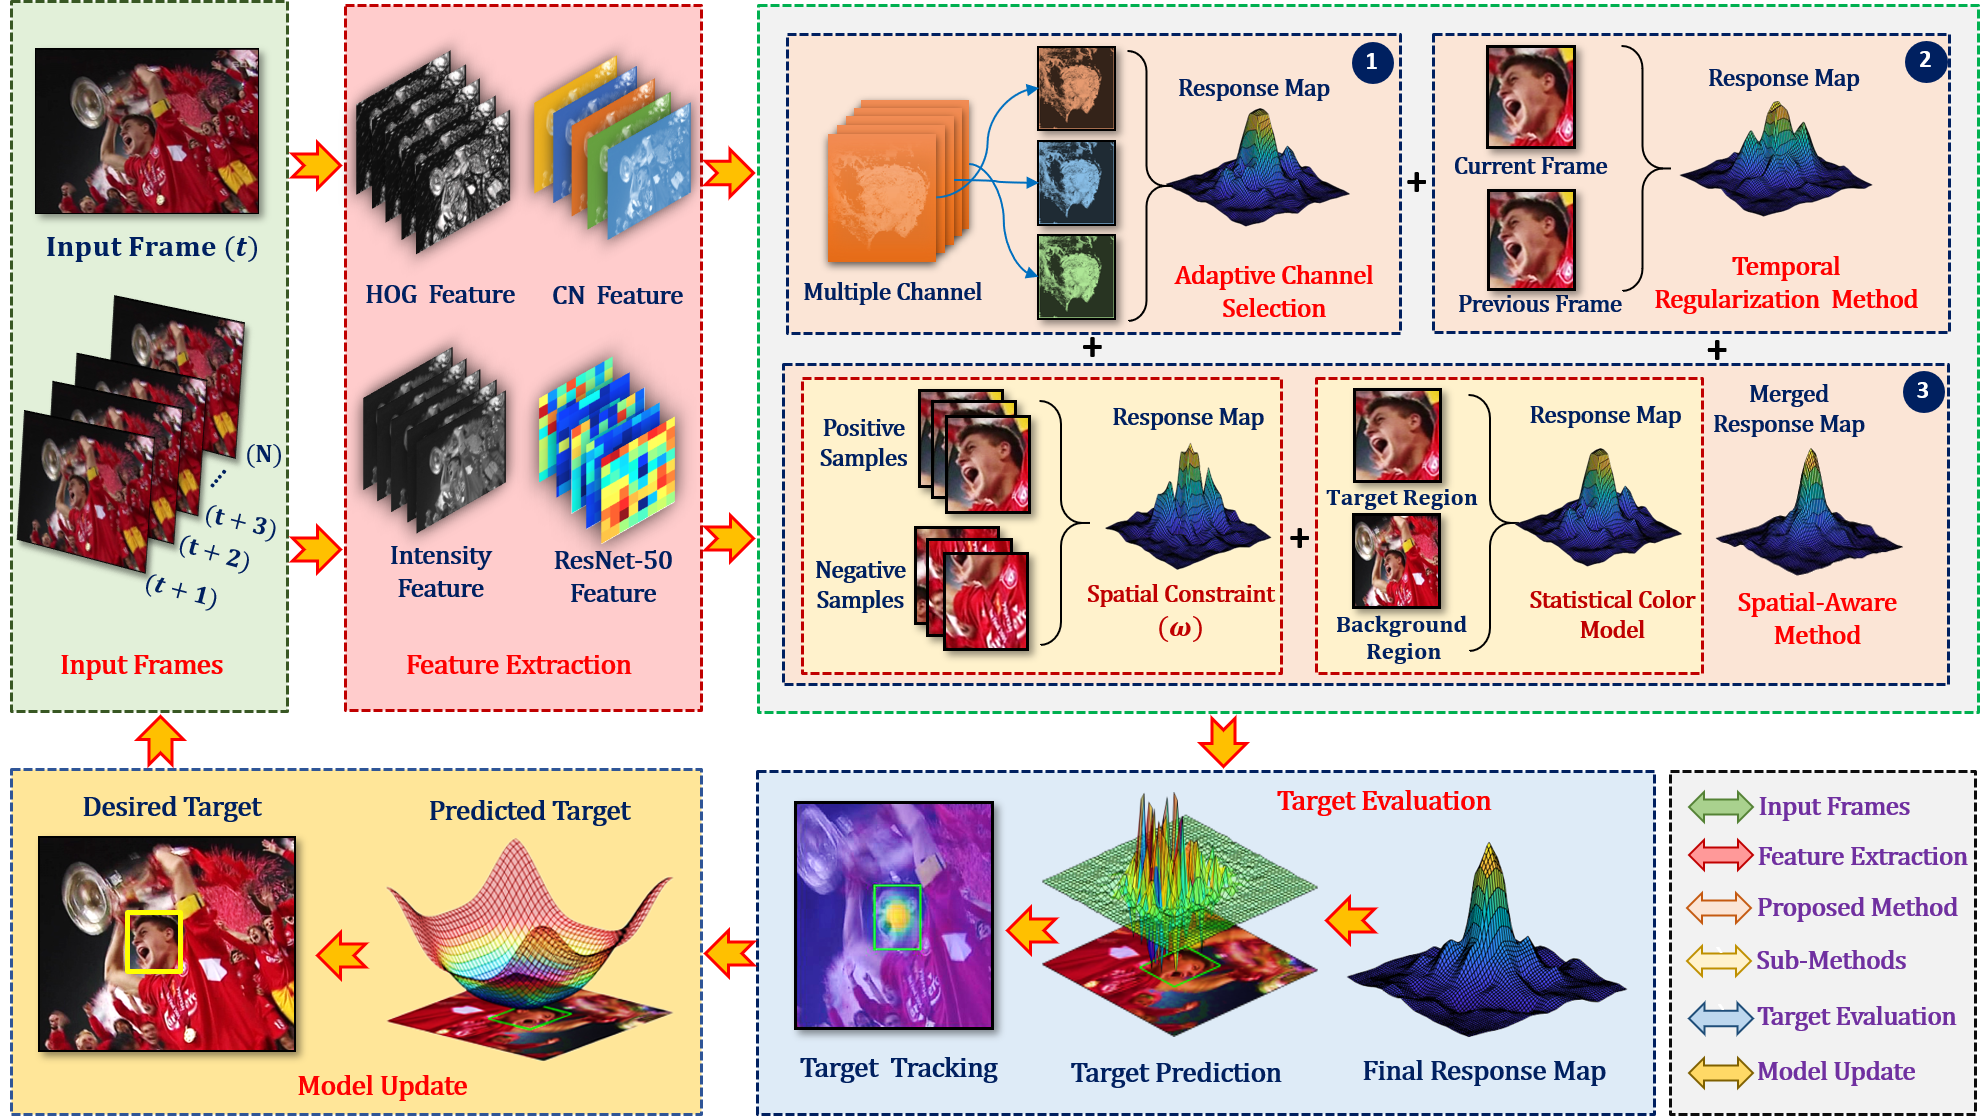 Input Frame (t)
(N)
...
(t + 3)
(t + 2)
(t + 1)
Input Frames
HOG Feature
CN Feature
Intensity
Feature
ResNet-50
Feature
Feature Extraction
1
Multiple Channel
Response Map
Adaptive Channel
Selection
+
2
Current Frame
Previous Frame
Response Map
Temporal
Regularization Method
+
+
3
Positive
Samples
Negative
Samples
Response Map
Spatial Constraint
(ω)
+
Target Region
Background
Region
Response Map
Statistical Color
Model
Merged
Response Map
Spatial-Aware
Method
Desired Target
Predicted Target
Model Update
Target Evaluation
Target Tracking
Target Prediction
Final Response Map
Input Frames
Feature Extraction
Proposed Method
Sub-Methods
Target Evaluation
Model Update